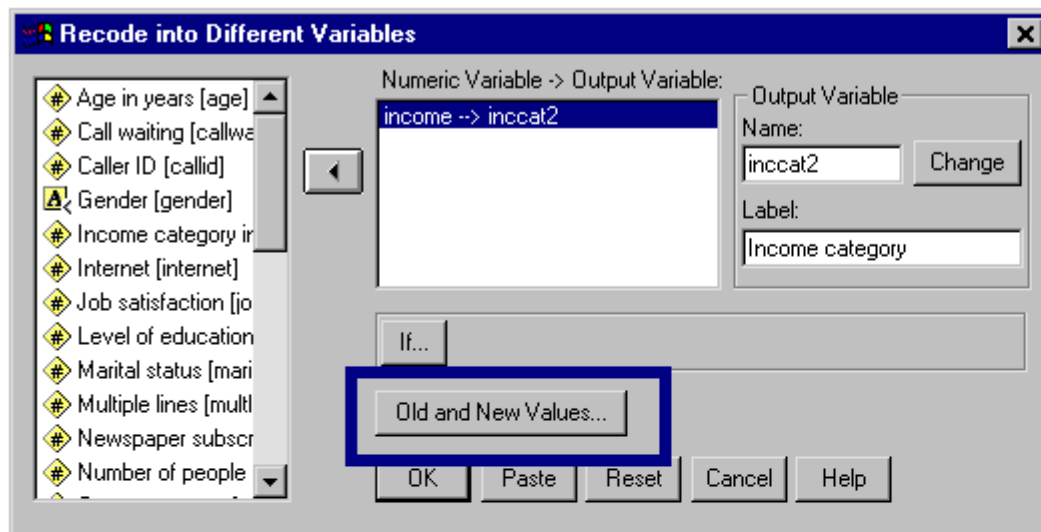 Recode into Different Variables
Age in years [age]
Call waiting [callwa
Caller ID [callid]
A
Gender [gender]
Income category in
Internet [internet]
Job satisfaction [jo
Level of education
Marital status [mari
Multiple lines [multl
Newspaper subscr
Number of people
Numeric Variable -> Output Variable:
income --> inccat2
Output Variable
Name:
inccat2
Change
Label:
Income category
If...
Old and New Values...
OK
Paste
Reset
Cancel
Help